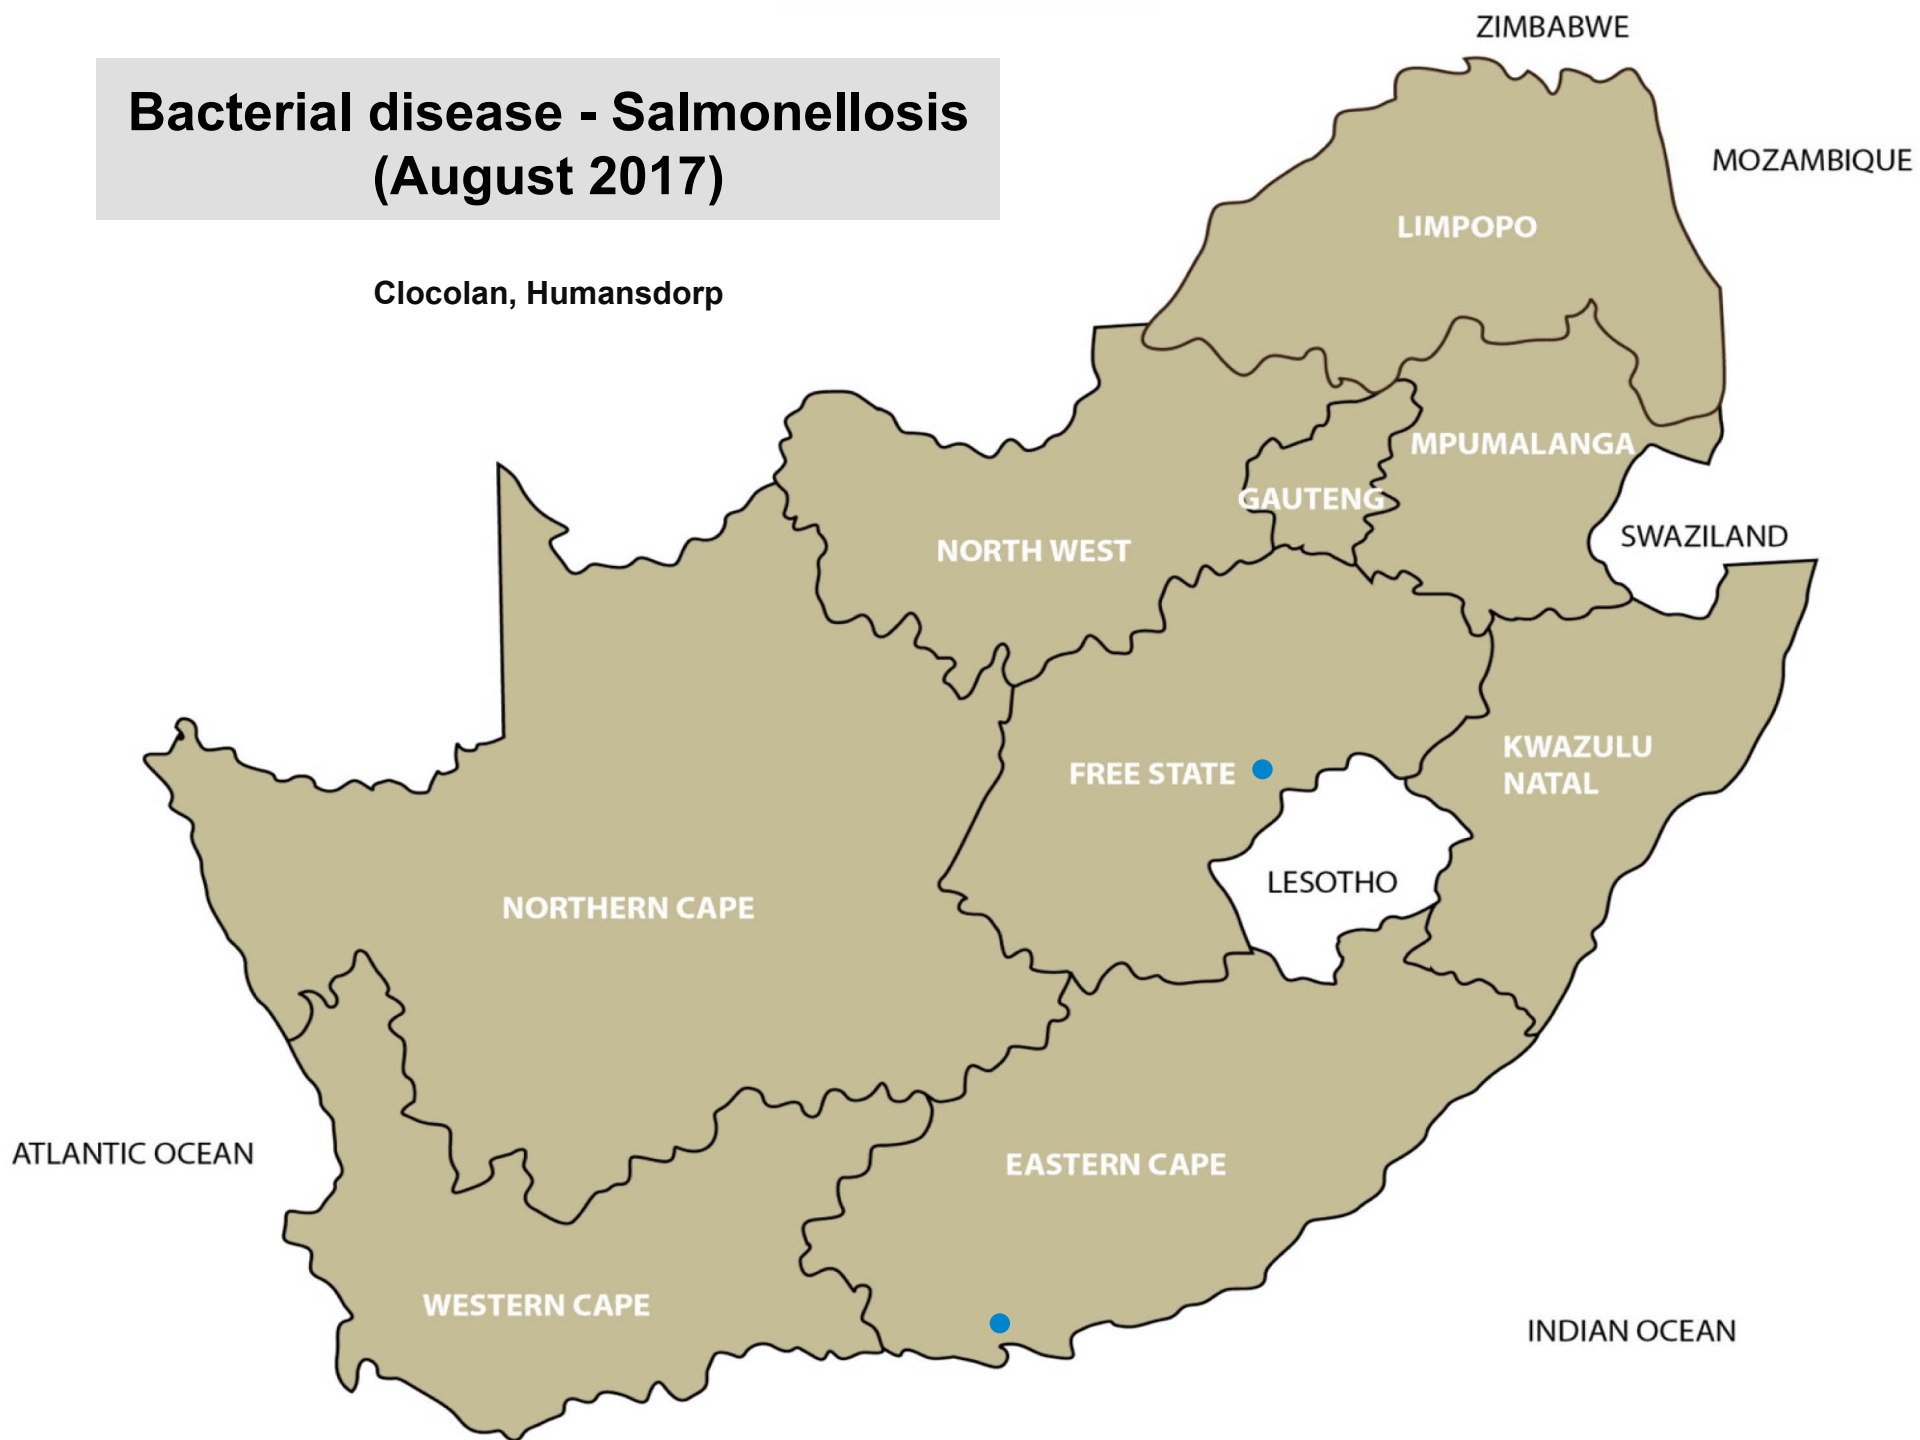 ZIMBABWE
Bacterial disease - Salmonellosis
(August 2017)
MOZAMBIQUE
LIMPOPO
Clocolan, Humansdorp
MPUMALANGA
GAUTENG
SWAZILAND
NORTH WEST
KWAZULU
NATAL
FREE STATE
LESOTHO
NORTHERN CAPE
ATLANTIC OCEAN
EASTERN CAPE
WESTERN CAPE
INDIAN OCEAN